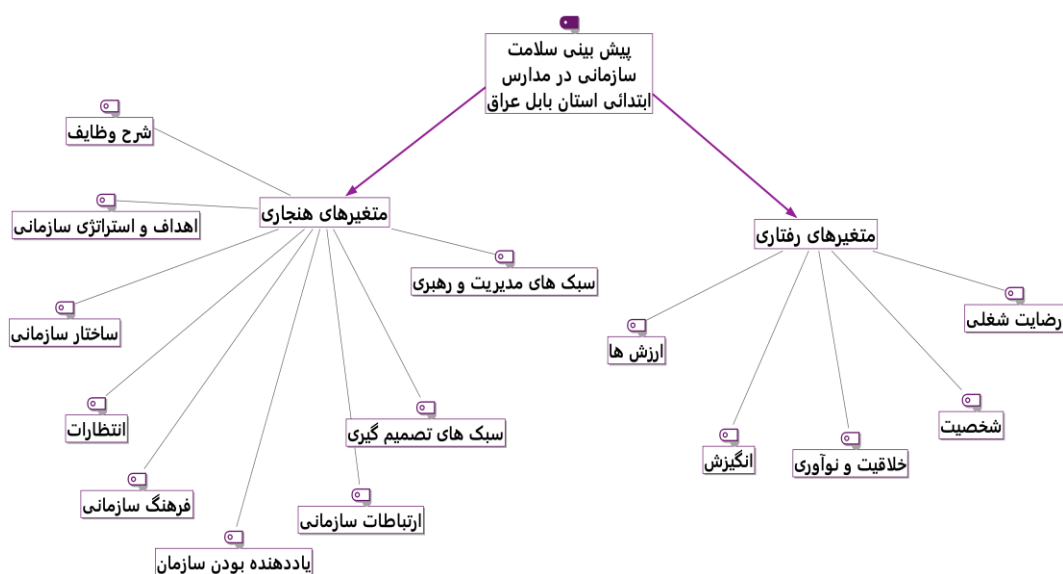 پیش بینی سلامت
سازمانی در مدارس
ابتدائی استان بابل عراق
متغیرهای رفتاری
رضایت شغلی
شخصیت
خلاقیت و نوآوری
انگیزش
ارزش ها
متغیرهای هنجاری
سبک های مدیریت و رهبری
سبک های تصمیم گیری
ارتباطات سازمانی
یاددهنده بودن سازمان
فرهنگ سازمانی
انتظارات
ساختار سازمانی
اهداف و استراتژی سازمانی
شرح وظایف